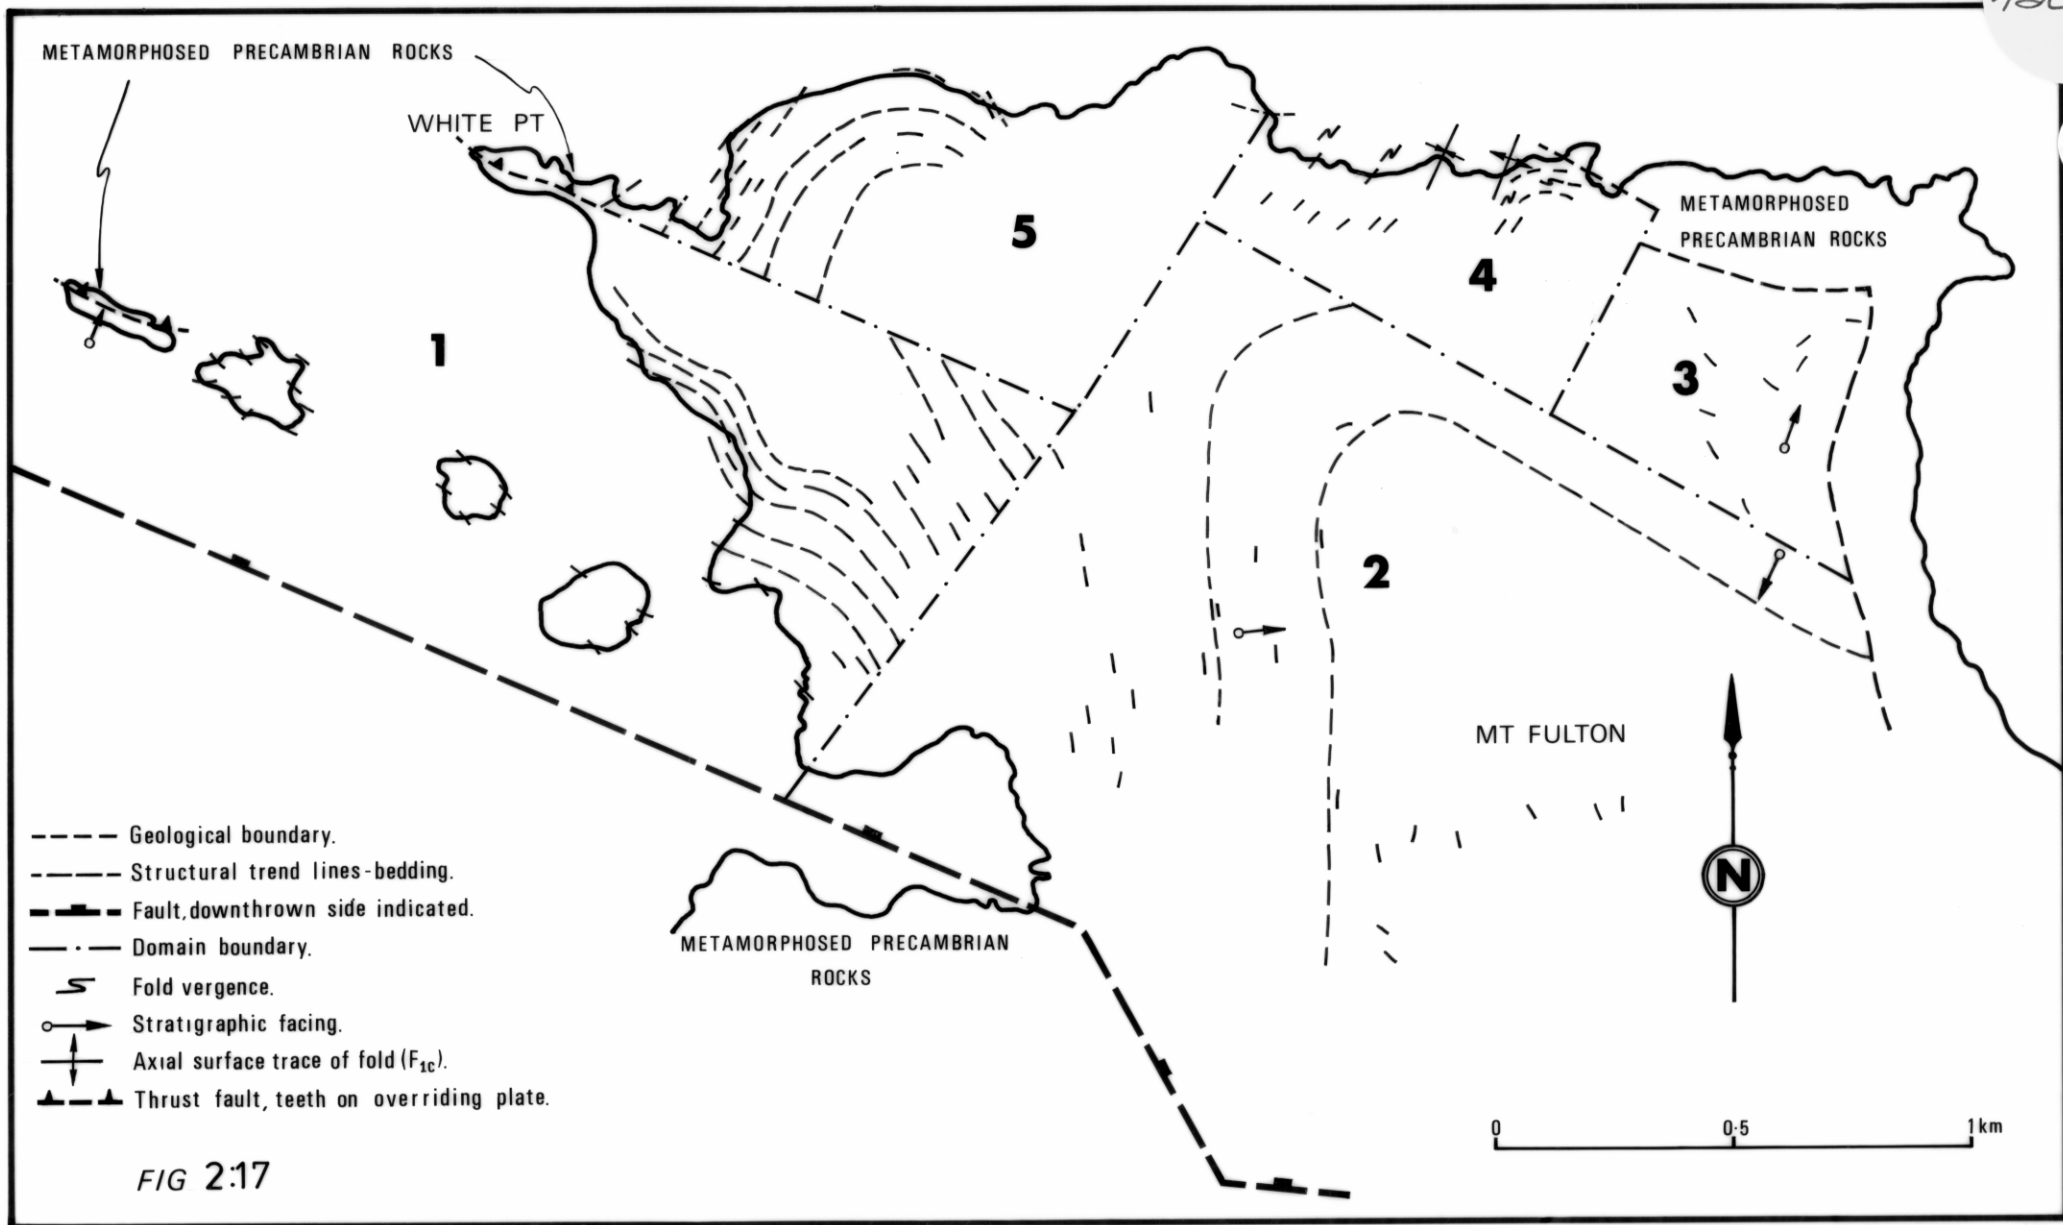 METAMORPHOSED PRECAMBRIAN ROCKS
WHITE PT
METAMORPHOSED
PRECAMBRIAN ROCKS
5
4
1
3
2
MT FULTON
N
METAMORPHOSED PRECAMBRIAN
ROCKS
Geological boundary.
Structural trend lines-bedding.
Fault, downthrown side indicated.
Domain boundary.
Fold vergence.
Stratigraphic facing.
Axial surface trace of fold (F1c).
Thrust fault, teeth on overriding plate.
0 0·5 1km
FIG 2:17